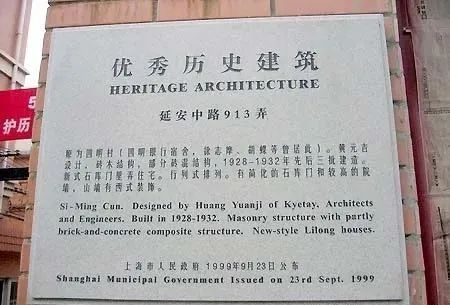 优秀历史建筑
HERITAGE ARCHITECTURE
延安中路913弄
原为四明村(四明银行宿舍,徐志摩、胡蝶等曾居此)。黄元吉
设计,砖木结构,部分砖混结构,1928-1932年先后三批建造。
新式石库门里弄住宅。行列式排列。有简化的石库门和较高的院
墙,山墙有西式装饰。
Si-Ming Cun. Designed by Huang Yuanji of Kyetay, Architects
and Engineers. Built in 1928-1932. Masonry structure with partly
brick-and-concrete composite structure. New-style Lilong houses.
上海市人民政府 1999年9月23日公布
Shanghai Municipal Government Issued on 23rd Sept. 1999
护历